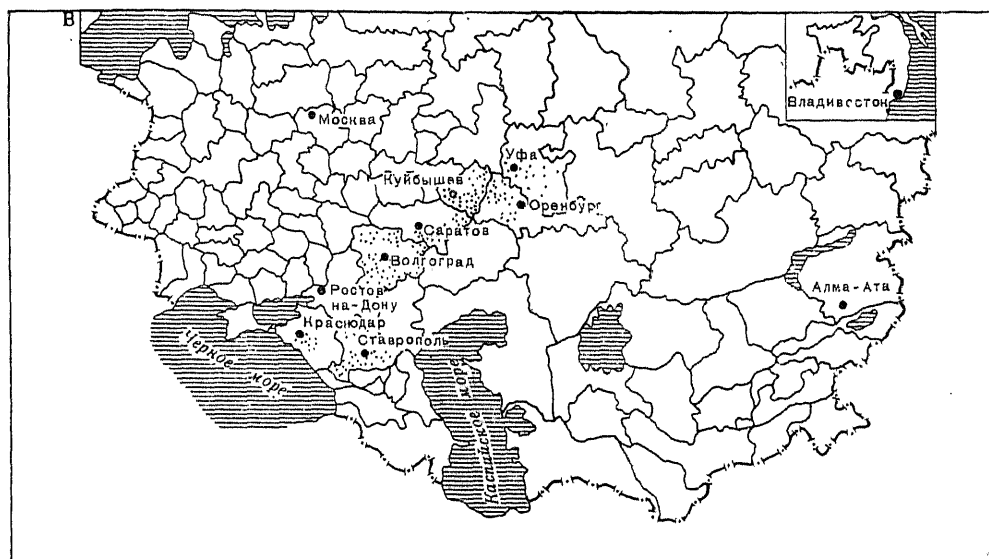 В
Владивосток
Москва
Уфа
Куйбышев
Оренбург
Саратов
Волгоград
Алма-Ата
Ростов
на-Дону
Краснодар
Ставрополь
Черное море
Каспийское море